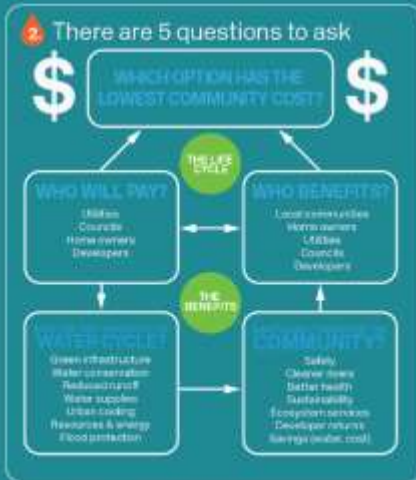 2. There are 5 questions to ask
$
$
WHICH OPTION HAS THE
LOWEST COMMUNITY COST?
THE LIFE
CYCLE
WHO WILL PAY?
Utilities
Councils
Home owners
Developers
WHO BENEFITS?
Local communities
Home owners
Utilities
Councils
Developers
THE
BENEFITS
WATER CYCLE?
Green infrastructure
Water conservation
Reduced runoff
Water supplies
Urban cooling
Resources & energy
Flood protection
COMMUNITY?
Safety
Cleaner rivers
Better health
Sustainability
Ecosystem services
Developer returns
Savings (water, cost)